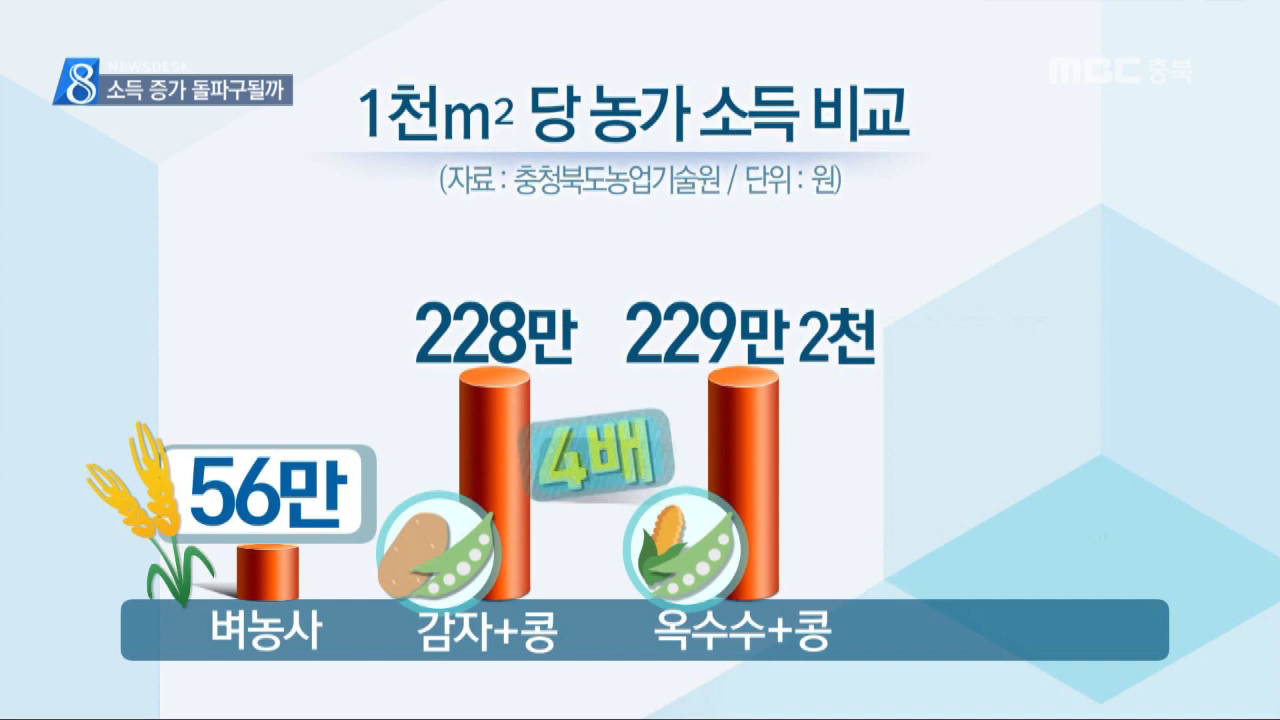 NEWSDESK
8 소득 증가 돌파구될까
MBC 충북
1천m² 당 농가 소득 비교
(자료 : 충청북도농업기술원 / 단위 : 원)
228만 229만 2천
4배
56만
벼농사 감자+콩 옥수수+콩